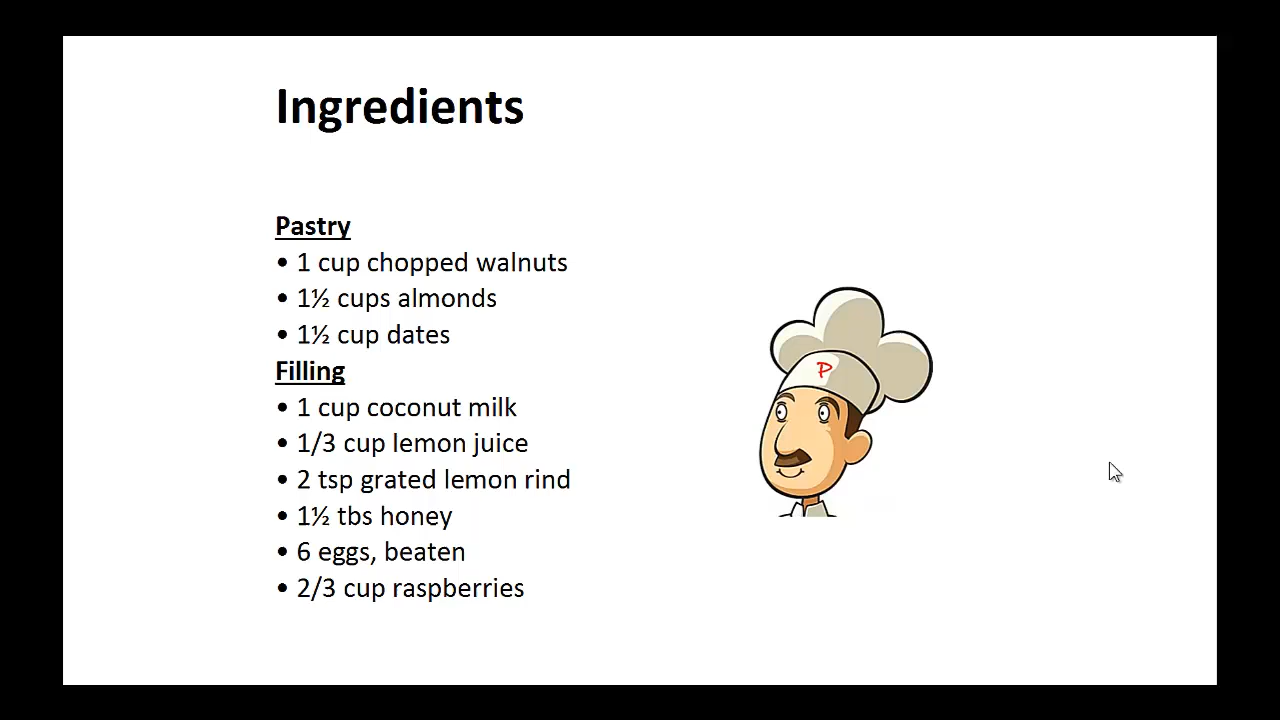 Ingredients
Pastry
• 1 cup chopped walnuts
• 1½ cups almonds
• 1½ cup dates
Filling
• 1 cup coconut milk
• 1/3 cup lemon juice
• 2 tsp grated lemon rind
• 1½ tbs honey
• 6 eggs, beaten
• 2/3 cup raspberries
P